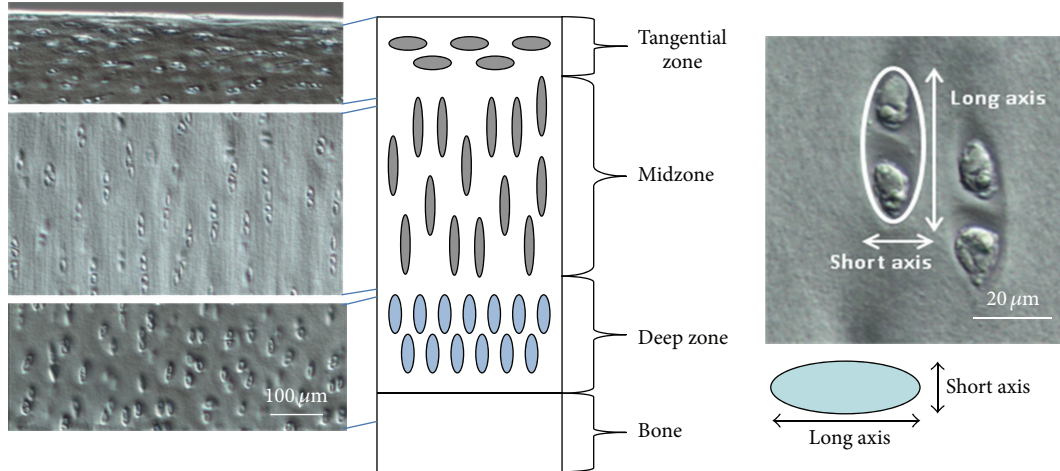 100 μm
Tangential
zone
Midzone
Deep zone
Bone
Long axis
Short axis
20 μm
Short axis
Long axis